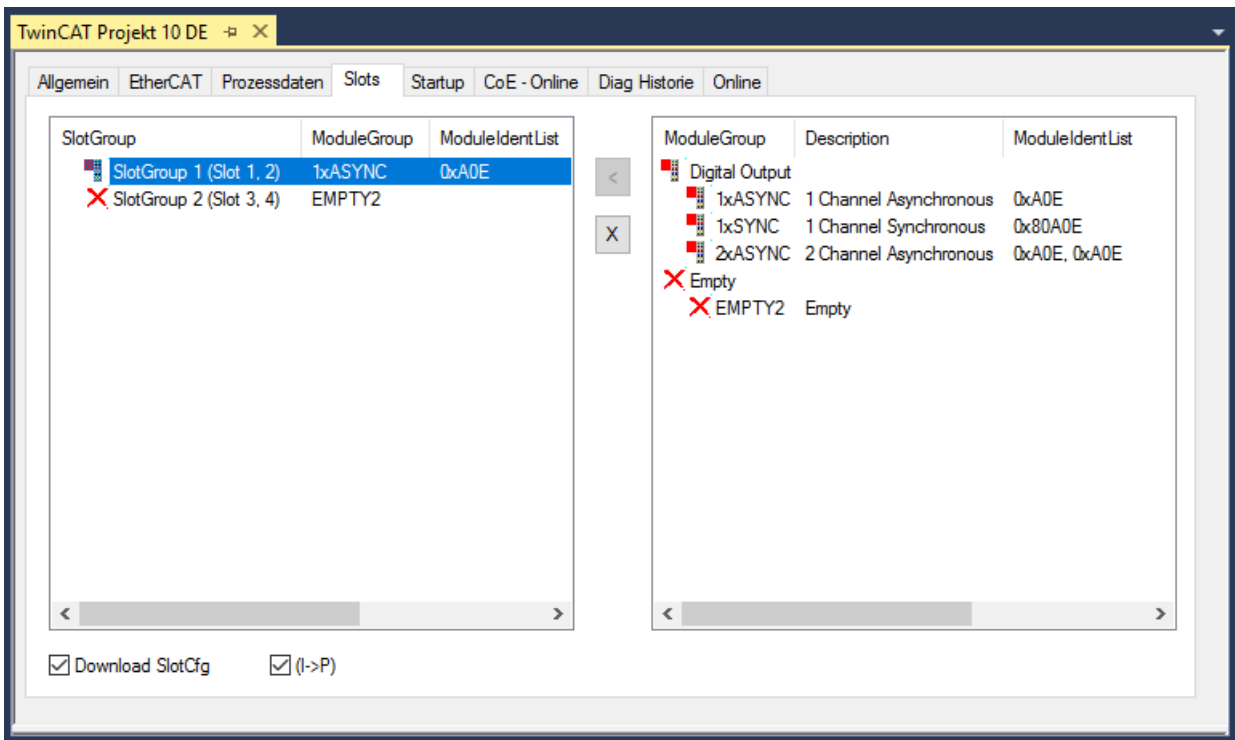 TwinCAT Projekt 10 DE
Allgemein EtherCAT Prozessdaten Slots Startup CoE - Online Diag Historie Online
SlotGroup ModuleGroup ModuleIdentList
SlotGroup 1 (Slot 1, 2) 1xASYNC 0xA0E
SlotGroup 2 (Slot 3, 4) EMPTY2
<
X
ModuleGroup Description ModuleIdentList
Digital Output
1xASYNC 1 Channel Asynchronous 0xA0E
1xSYNC 1 Channel Synchronous 0x80A0E
2xASYNC 2 Channel Asynchronous 0xA0E, 0xA0E
Empty
EMPTY2 Empty
Download SlotCfg (I->P)